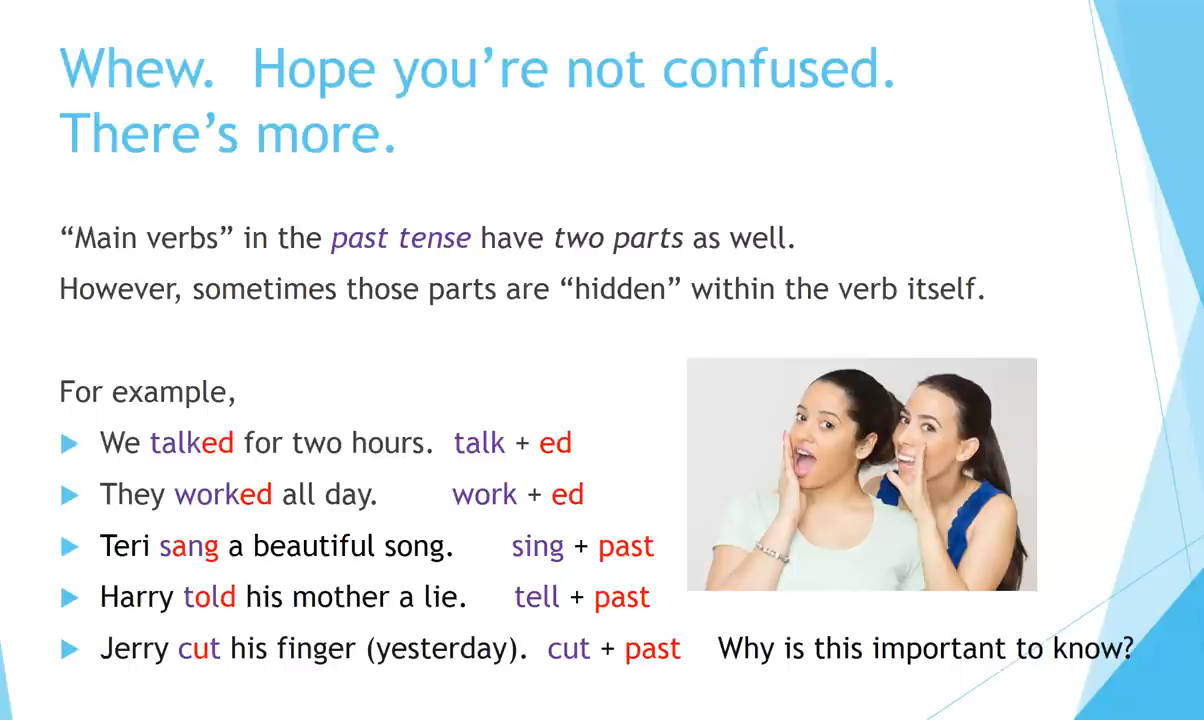 Whew.  Hope you’re not confused.
There’s more.
“Main verbs” in the past tense have two parts as well.
However, sometimes those parts are “hidden” within the verb itself.
For example,
We talked for two hours.  talk + ed
They worked all day.  work + ed
Teri sang a beautiful song.  sing + past
Harry told his mother a lie.  tell + past
Jerry cut his finger (yesterday).  cut + past  Why is this important to know?